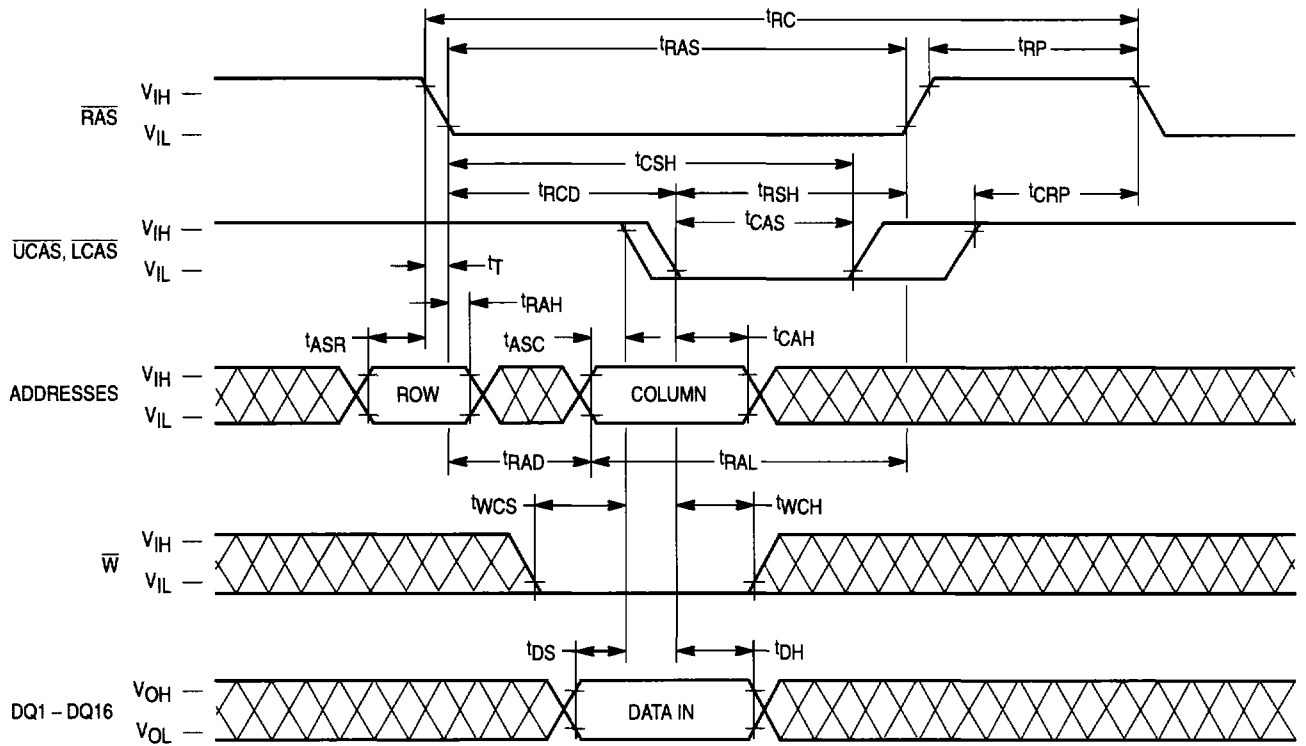 tRC
tRAS
tRP
RAS
VIH
VIL
tCSH
tRCD
tRSH
tCRP
tCAS
UCAS, LCAS
VIH
VIL
tT
tRAH
tASR
tASC
tCAH
ADDRESSES
VIH
VIL
ROW
COLUMN
tRAD
tRAL
tWCS
tWCH
W
VIH
VIL
tDS
tDH
DQ1 – DQ16
VOH
VOL
DATA IN